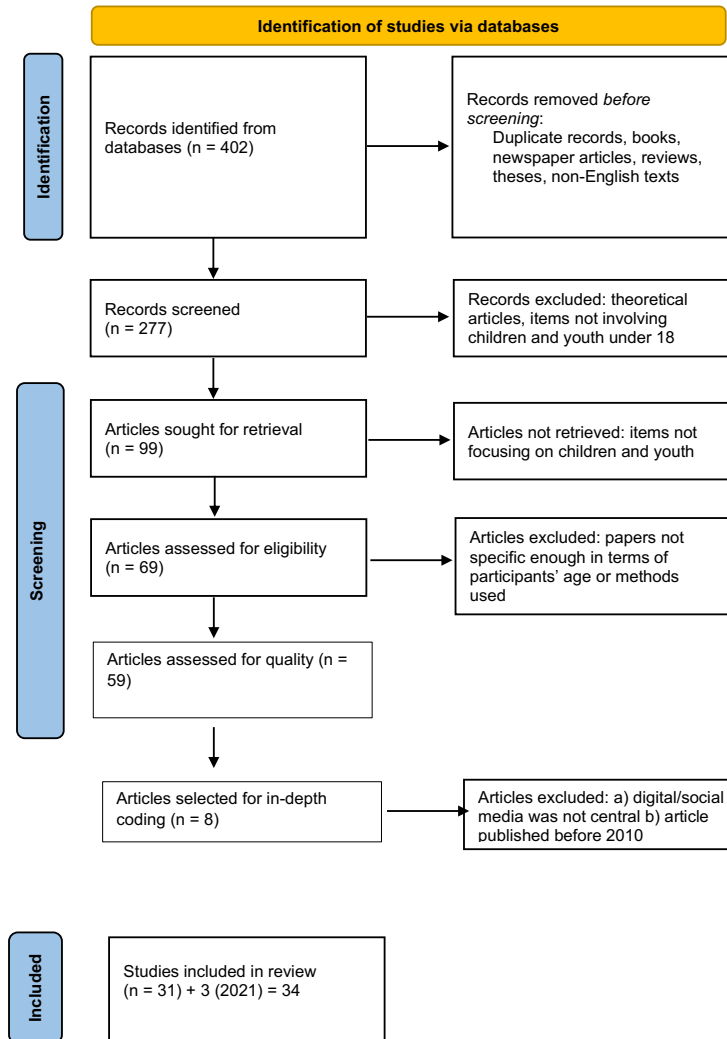 Identification of studies via databases
Identification
Records identified from
databases (n = 402)
Records removed before
screening:
Duplicate records, books,
newspaper articles, reviews,
theses, non-English texts
Records screened
(n = 277)
Records excluded: theoretical
articles, items not involving
children and youth under 18
Screening
Articles sought for retrieval
(n = 99)
Articles not retrieved: items not
focusing on children and youth
Articles assessed for eligibility
(n = 69)
Articles excluded: papers not
specific enough in terms of
participants’ age or methods
used
Articles assessed for quality (n =
59)
Articles selected for in-depth
coding (n = 8)
Articles excluded: a) digital/social
media was not central b) article
published before 2010
Included
Studies included in review
(n = 31) + 3 (2021) = 34